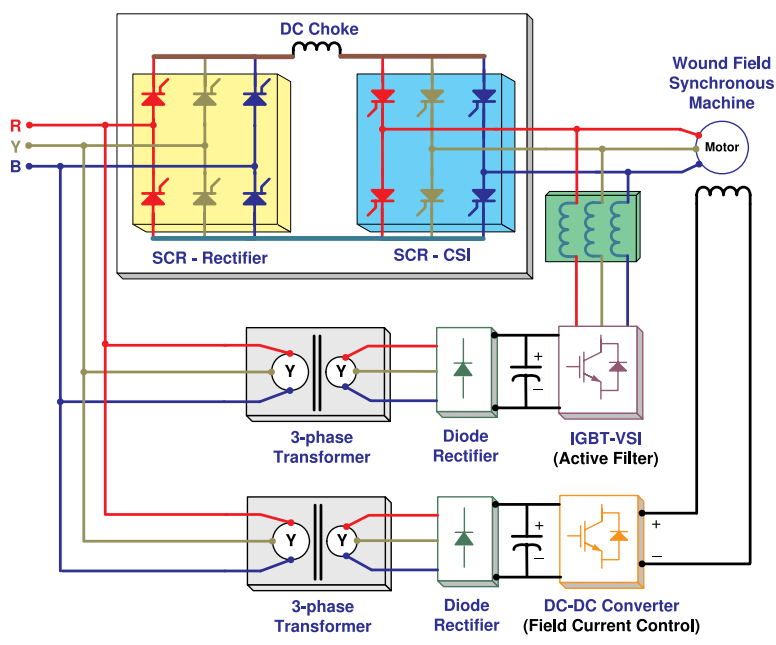 DC Choke
Wound Field
Synchronous
Machine
R
Y
B
Motor
SCR - Rectifier
SCR - CSI
Y
Y
+
–
3-phase
Transformer
Diode
Rectifier
IGBT-VSI
(Active Filter)
Y
Y
+
–
+
–
3-phase
Transformer
Diode
Rectifier
DC-DC Converter
(Field Current Control)